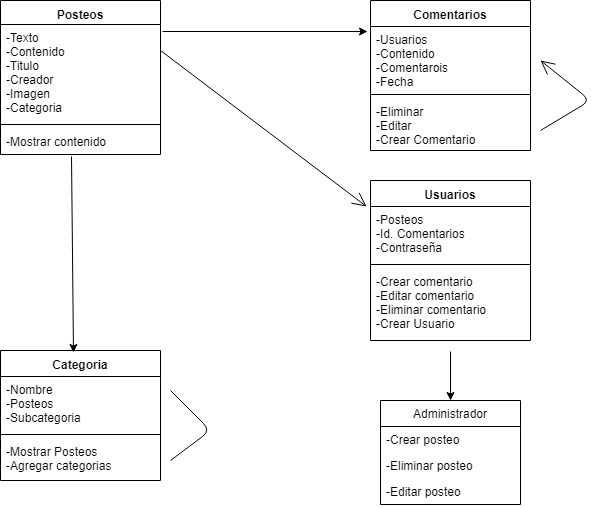 Posteos
-Texto
-Contenido
-Titulo
-Creador
-Imagen
-Categoria
-Mostrar contenido
Comentarios
-Usuarios
-Contenido
-Comentarois
-Fecha
-Eliminar
-Editar
-Crear Comentario
Usuarios
-Posteos
-Id. Comentarios
-Contraseña
-Crear comentario
-Editar comentario
-Eliminar comentario
-Crear Usuario
Categoria
-Nombre
-Posteos
-Subcategoria
-Mostrar Posteos
-Agregar categorias
Administrador
-Crear posteo
-Eliminar posteo
-Editar posteo